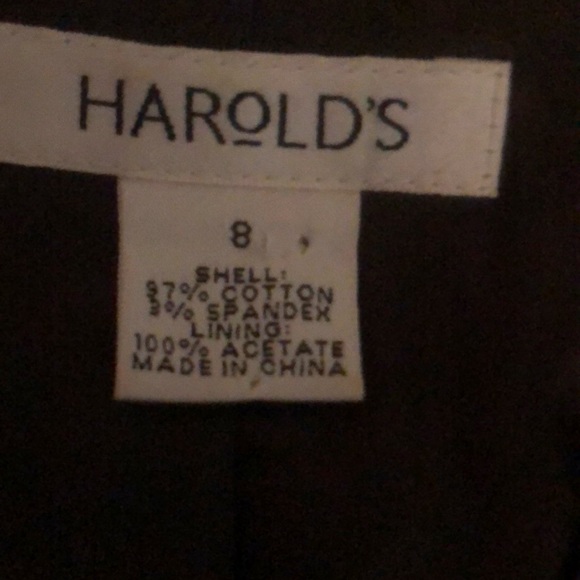 HAROLD'S
8
SHELL:
97% COTTON
3% SPANDEX
LINING:
100% ACETATE
MADE IN CHINA